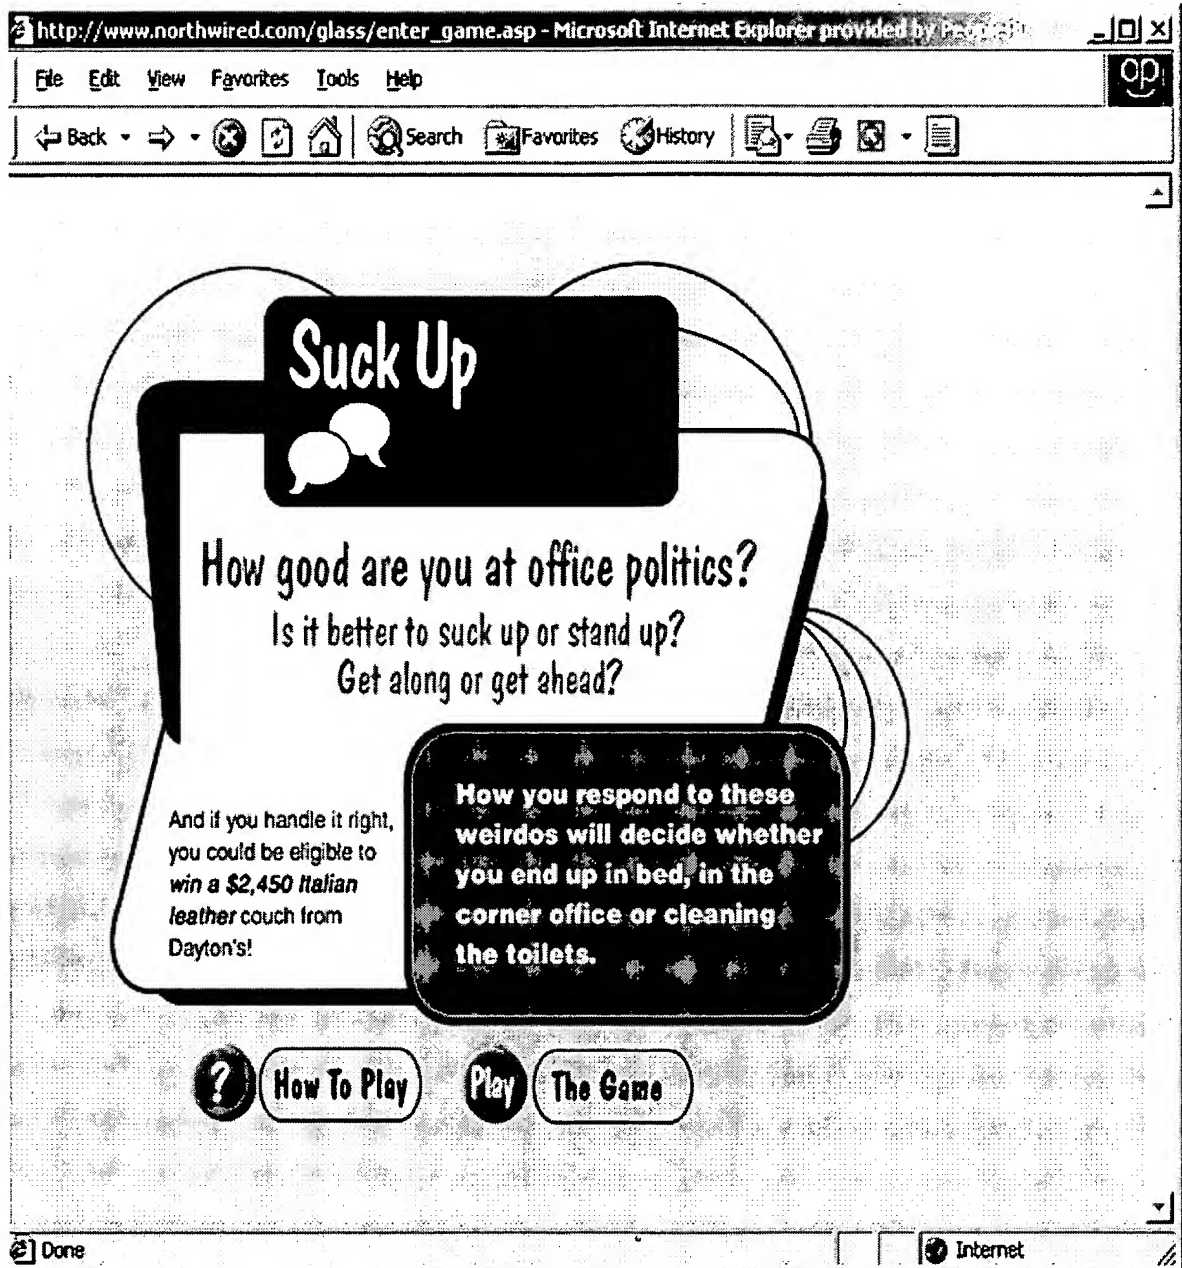 http://www.northwired.com/glass/enter_game.asp - Microsoft Internet Explorer provided by
File Edit View Favorites Tools Help
op
Back Search Favorites History
Suck Up
How good are you at office politics?
Is it better to suck up or stand up?
Get along or get ahead?
And if you handle it right,
you could be eligible to
win a $2,450 Italian
leather couch from
Dayton's!
How you respond to these
weirdos will decide whether
you end up in bed, in the
corner office or cleaning
the toilets.
? How To Play Play The Game
Done Internet